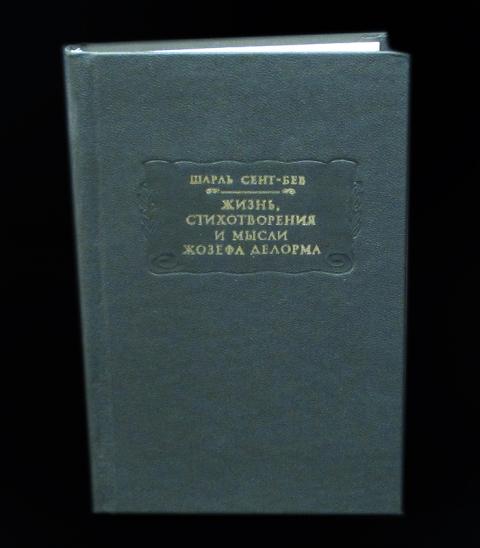 ШАРЛЬ СЕНТ-БЕВ
ЖИЗНЬ,
СТИХОТВОРЕНИЯ
И МЫСЛИ
ЖОЗЕФА ДЕЛОРМА